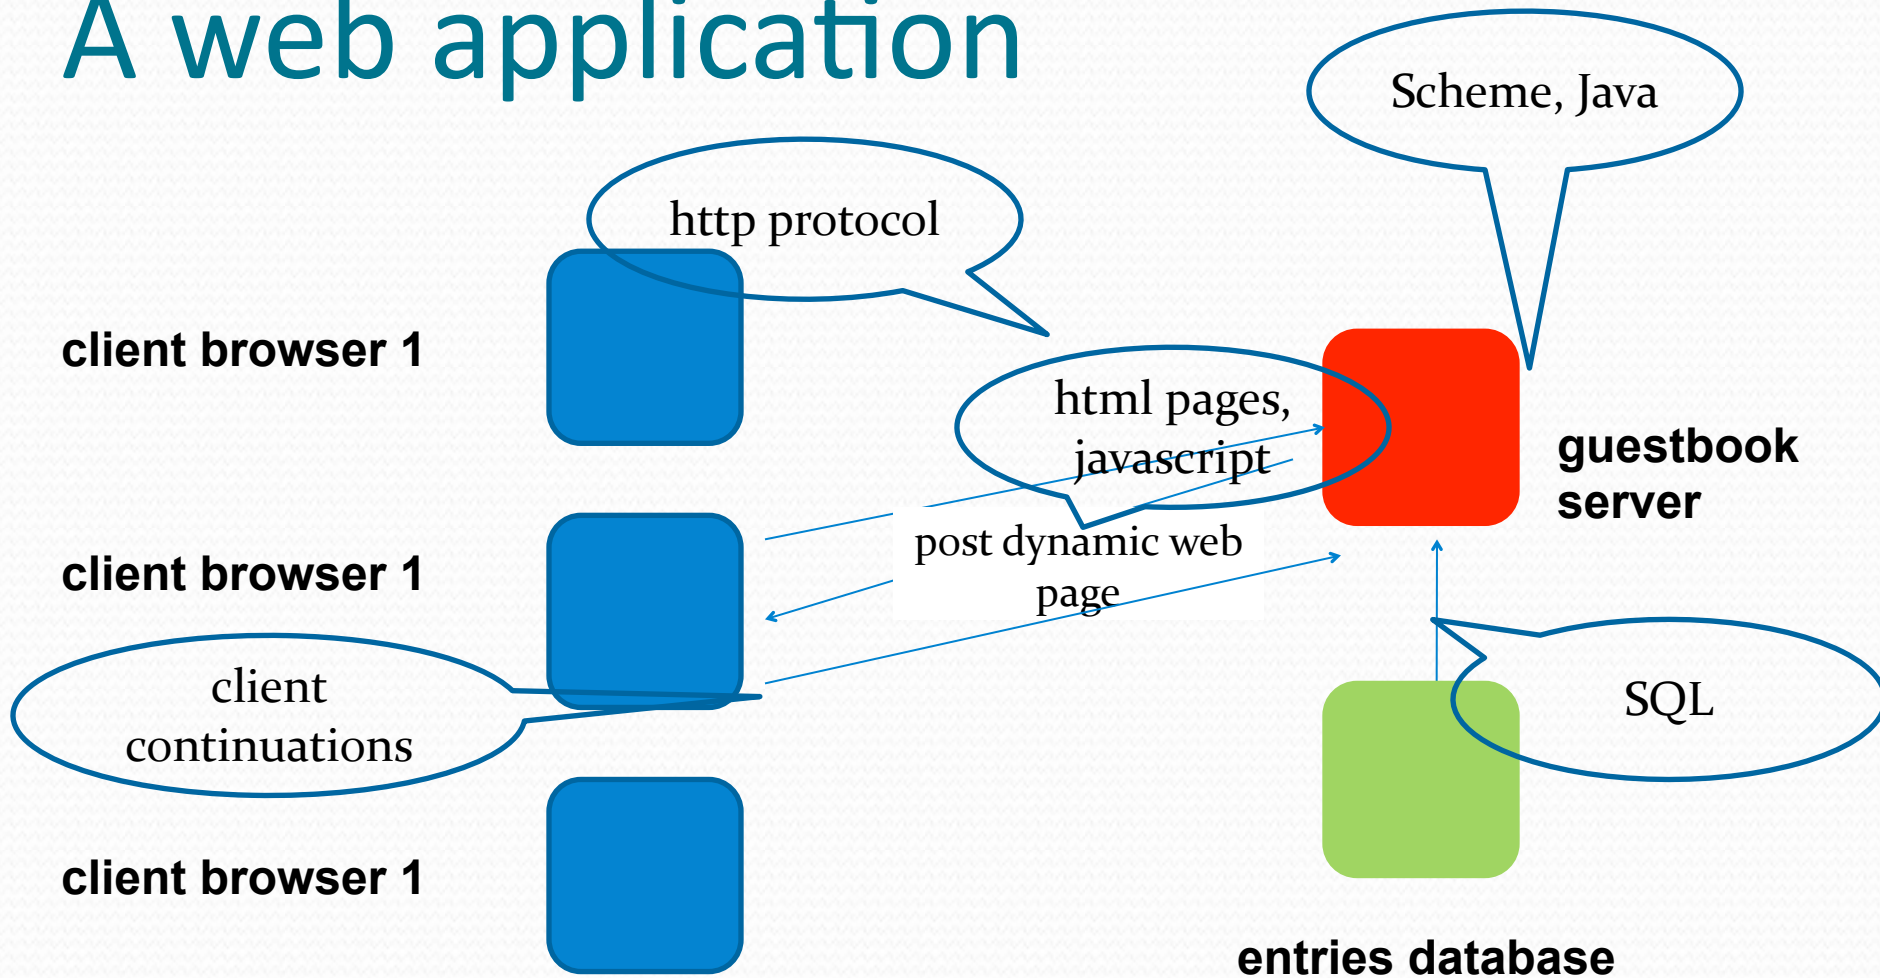 A web application
Scheme, Java
http protocol
client browser 1
html pages,
javascript
guestbook
server
post dynamic web
page
client browser 1
client
continuations
SQL
client browser 1
entries database